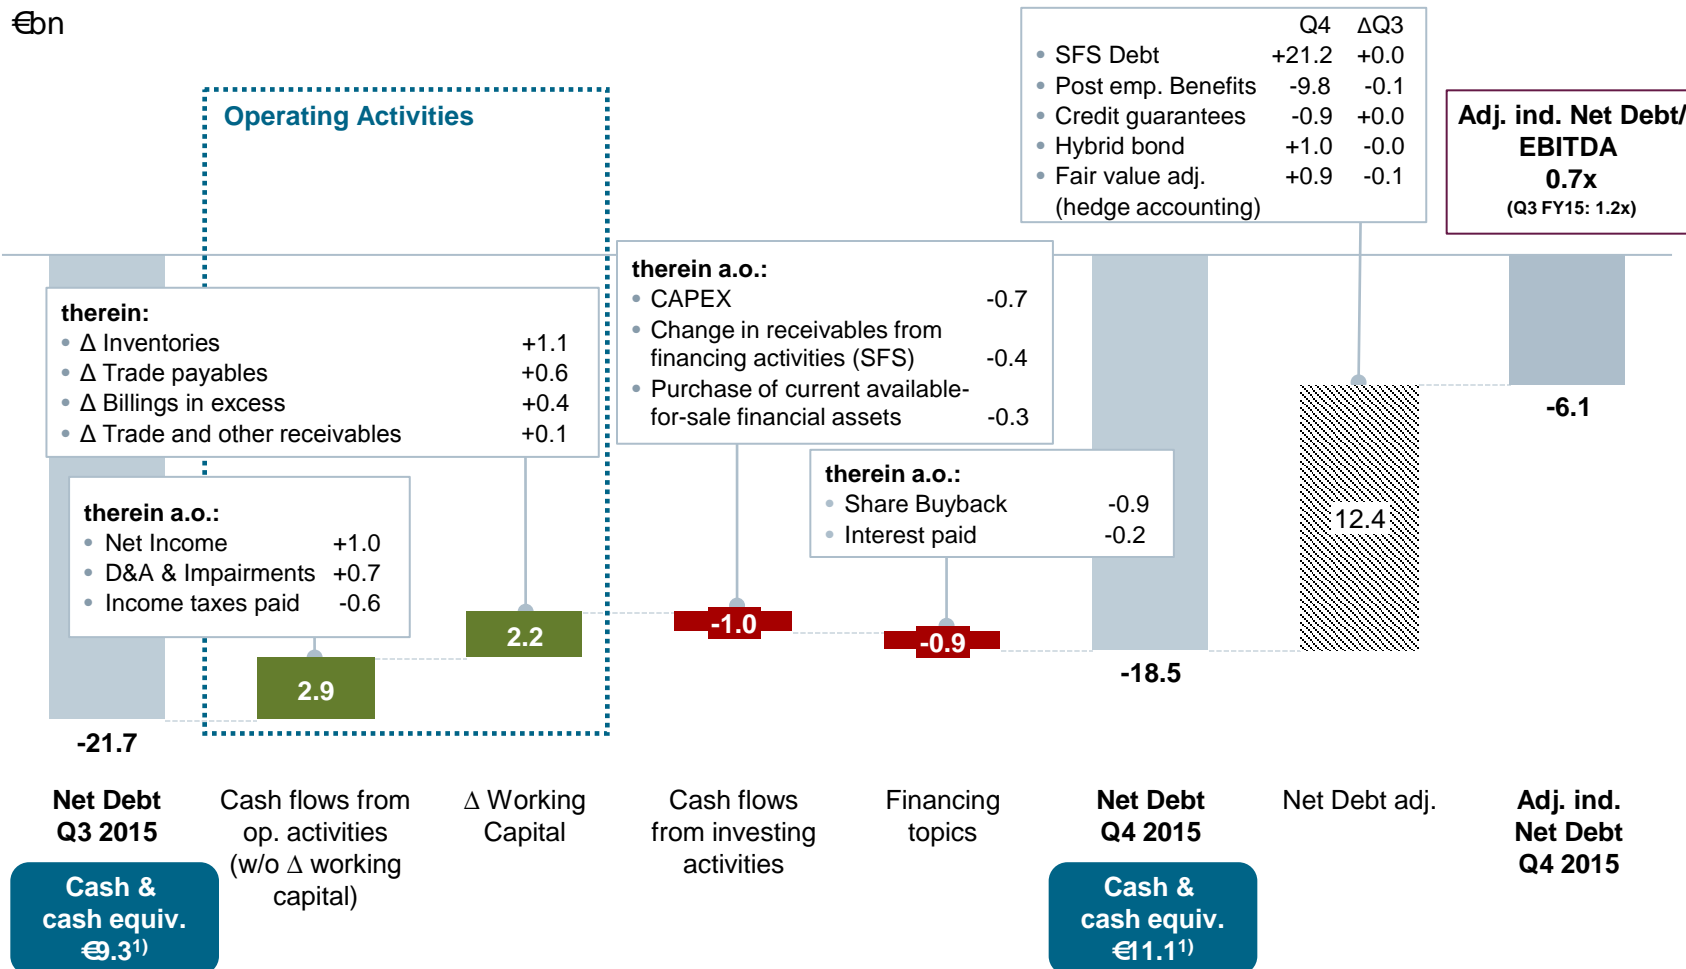 €bn
Operating Activities
Q4 ΔQ3
• SFS Debt +21.2 +0.0
• Post emp. Benefits -9.8 -0.1
• Credit guarantees -0.9 +0.0
• Hybrid bond +1.0 -0.0
• Fair value adj. +0.9 -0.1
(hedge accounting)
Adj. ind. Net Debt/
EBITDA
0.7x
(Q3 FY15: 1.2x)
therein:
• Δ Inventories +1.1
• Δ Trade payables +0.6
• Δ Billings in excess +0.4
• Δ Trade and other receivables +0.1
therein a.o.:
• CAPEX -0.7
• Change in receivables from
financing activities (SFS) -0.4
• Purchase of current available-
for-sale financial assets -0.3
therein a.o.:
• Net Income +1.0
• D&A & Impairments +0.7
• Income taxes paid -0.6
therein a.o.:
• Share Buyback -0.9
• Interest paid -0.2
-21.7
2.9
2.2
-1.0
-0.9
-18.5
12.4
-6.1
Net Debt
Q3 2015
Cash flows from
op. activities
(w/o Δ working
capital)
Δ Working
Capital
Cash flows
from investing
activities
Financing
topics
Net Debt
Q4 2015
Net Debt adj.
Adj. ind.
Net Debt
Q4 2015
Cash &
cash equiv.
€9.3¹⁾
Cash &
cash equiv.
€11.1¹⁾